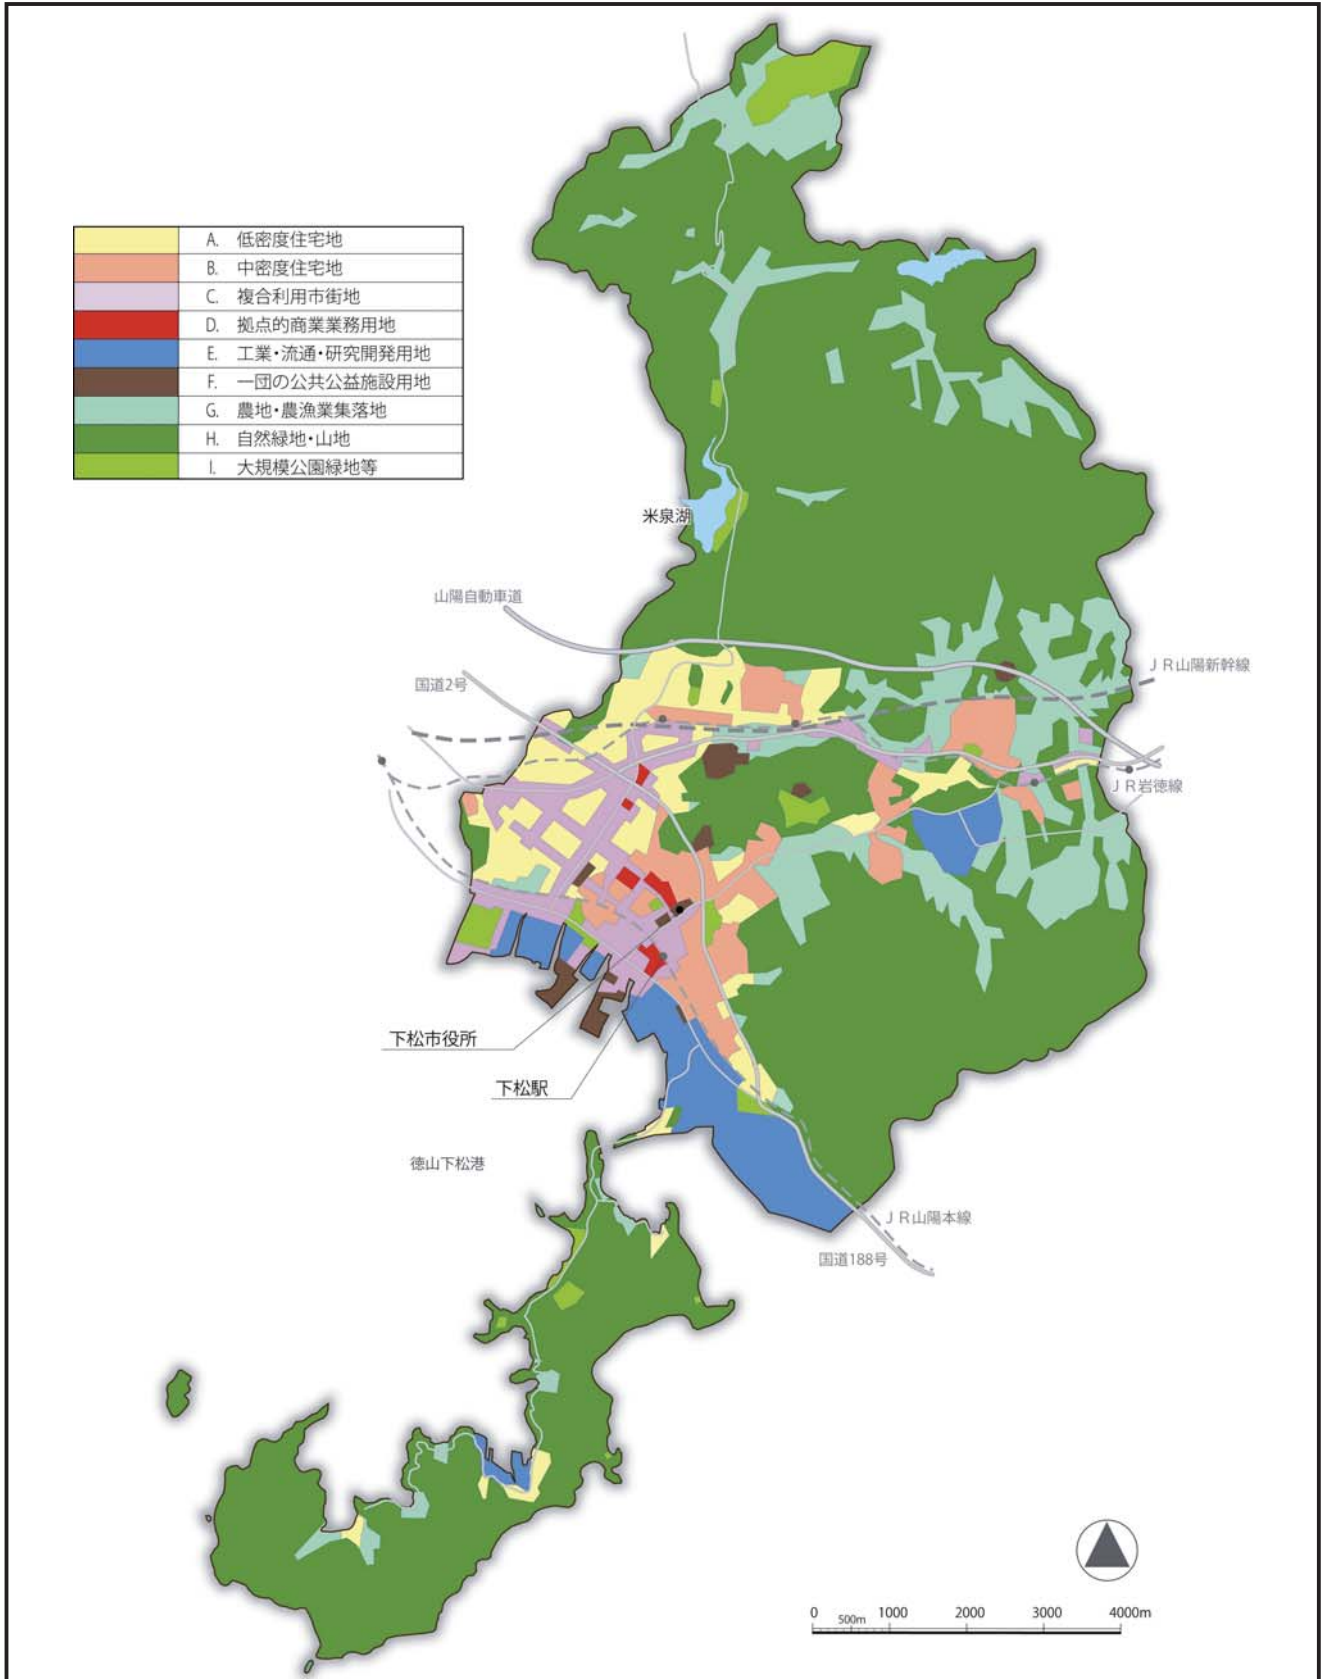 A. 低密度住宅地
B. 中密度住宅地
C. 複合利用市街地
D. 拠点的商業業務用地
E. 工業・流通・研究開発用地
F. 一団の公共公益施設用地
G. 農地・農漁業集落地
H. 自然緑地・山地
I. 大規模公園緑地等
米泉湖
山陽自動車道
JR山陽新幹線
国道2号
JR岩徳線
下松市役所
下松駅
徳山下松港
JR山陽本線
国道188号
0 500m 1000 2000 3000 4000m